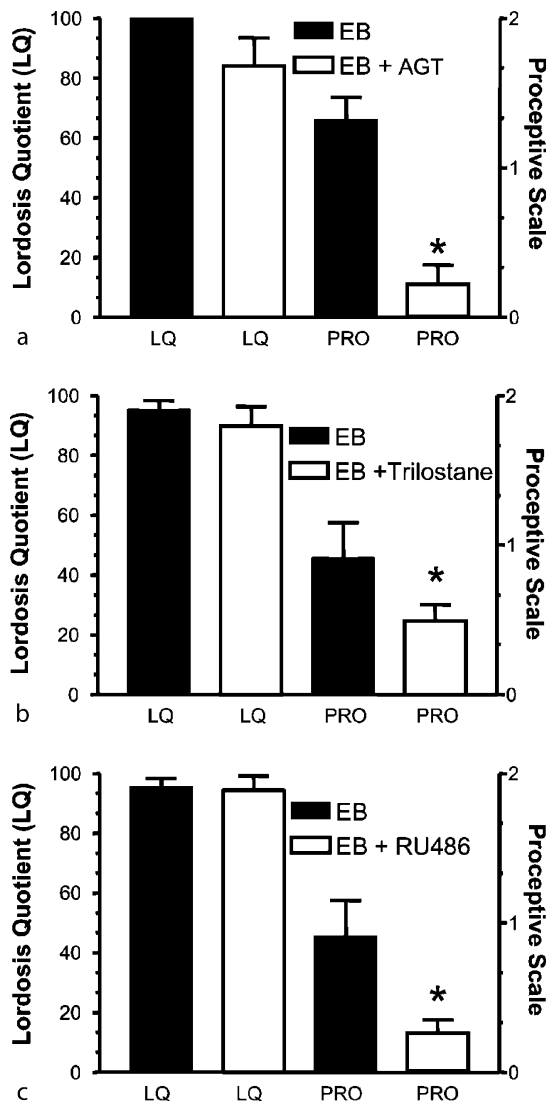 100
80
60
40
20
0
Lordosis Quotient (LQ)
EB
EB + AGT
*
2
1
0
Proceptive Scale
LQ
LQ
PRO
PRO
a
100
80
60
40
20
0
Lordosis Quotient (LQ)
EB
EB +Trilostane
*
2
1
0
Proceptive Scale
LQ
LQ
PRO
PRO
b
100
80
60
40
20
0
Lordosis Quotient (LQ)
EB
EB + RU486
*
2
1
0
Proceptive Scale
LQ
LQ
PRO
PRO
c